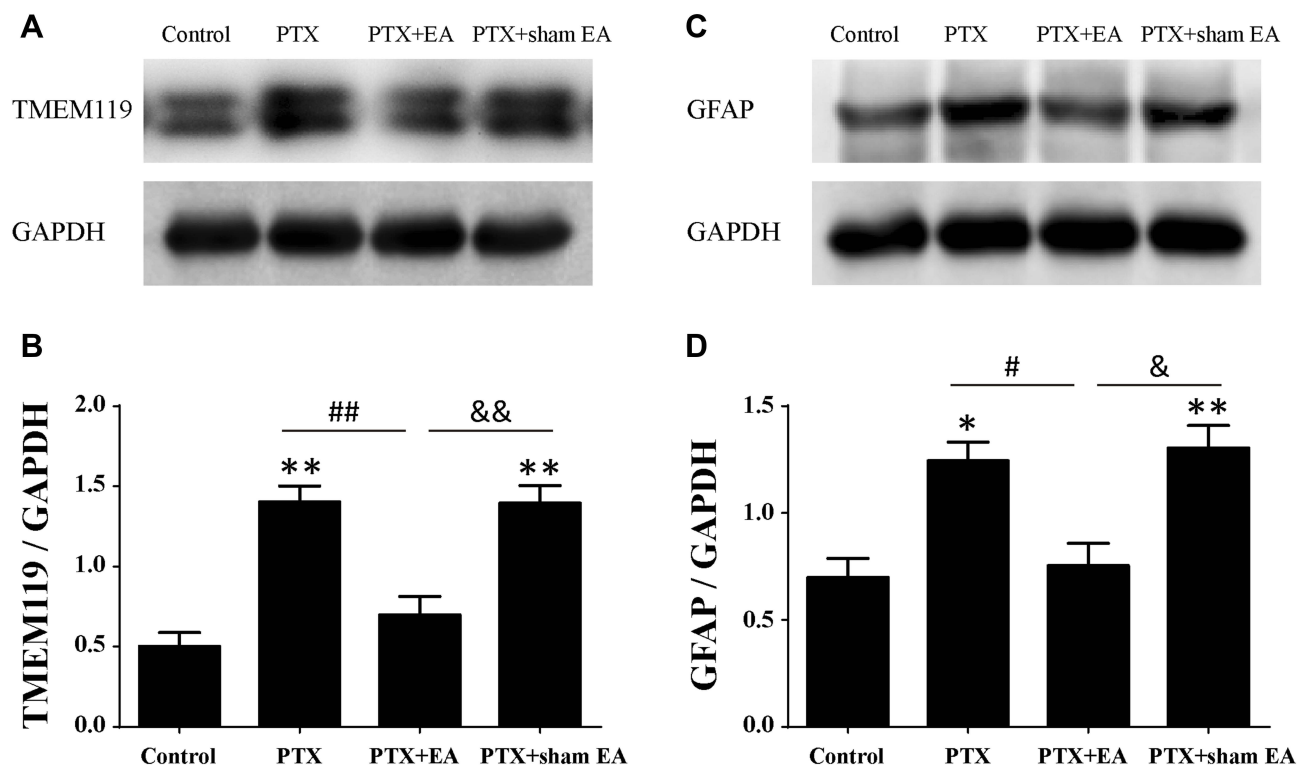 A
Control PTX PTX+EA PTX+sham EA
TMEM119
GAPDH
C
Control PTX PTX+EA PTX+sham EA
GFAP
GAPDH
B
TMEM119 / GAPDH
2.0
1.5
1.0
0.5
0.0
## &&
** **
Control PTX PTX+EA PTX+sham EA
D
GFAP / GAPDH
1.5
1.0
0.5
0.0
# &
* **
Control PTX PTX+EA PTX+sham EA